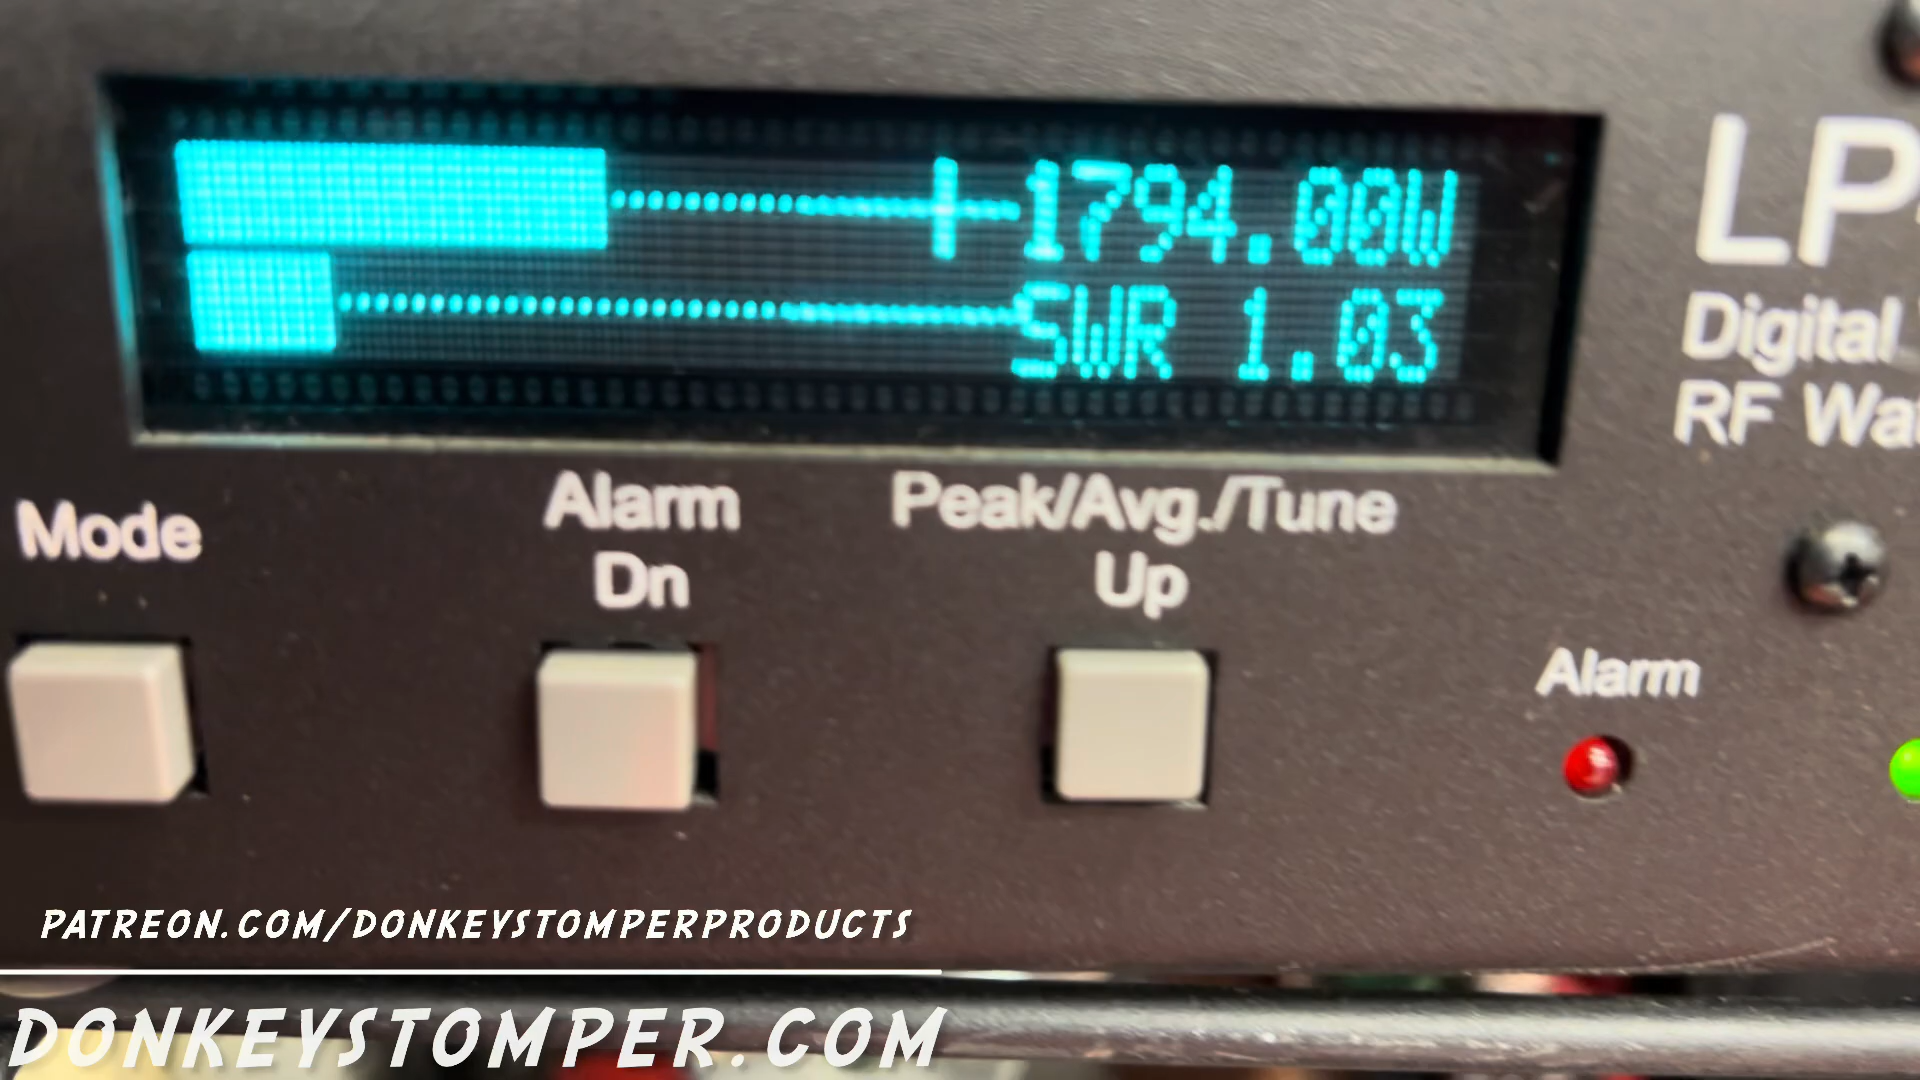 1794.00W
SWR 1.03
LP
Digital
RF
Mode
Alarm
Dn
Peak/Avg./Tune
Up
Alarm
PATREON.COM/DONKEYSTOMPERPRODUCTS
DONKEYSTOMPER.COM